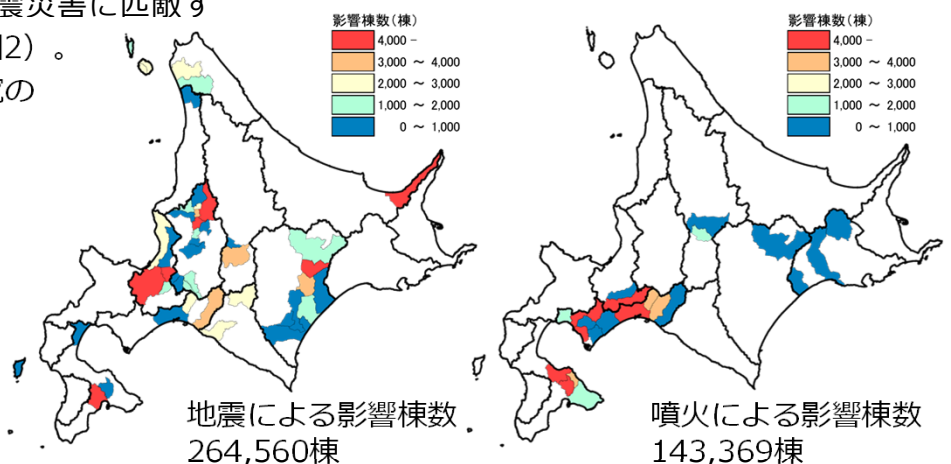 震災害に匹敵す
2）。
の
影響棟数(棟)
4,000 –
3,000 ～ 4,000
2,000 ～ 3,000
1,000 ～ 2,000
0 ～ 1,000
地震による影響棟数
264,560棟
影響棟数(棟)
4,000 –
3,000 ～ 4,000
2,000 ～ 3,000
1,000 ～ 2,000
0 ～ 1,000
噴火による影響棟数
143,369棟